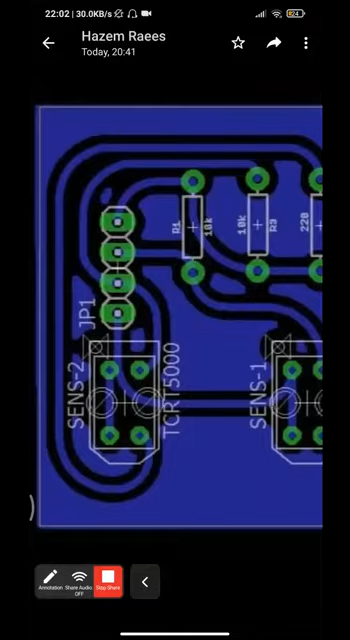 22:02 | 30.0KB/s
24
Hazem Raees
Today, 20:41
R1
10k
10k
R3
220
JP1
SENS-2
TCRT5000
SENS-1
Annotation
Share Audio: OFF
Stop Share